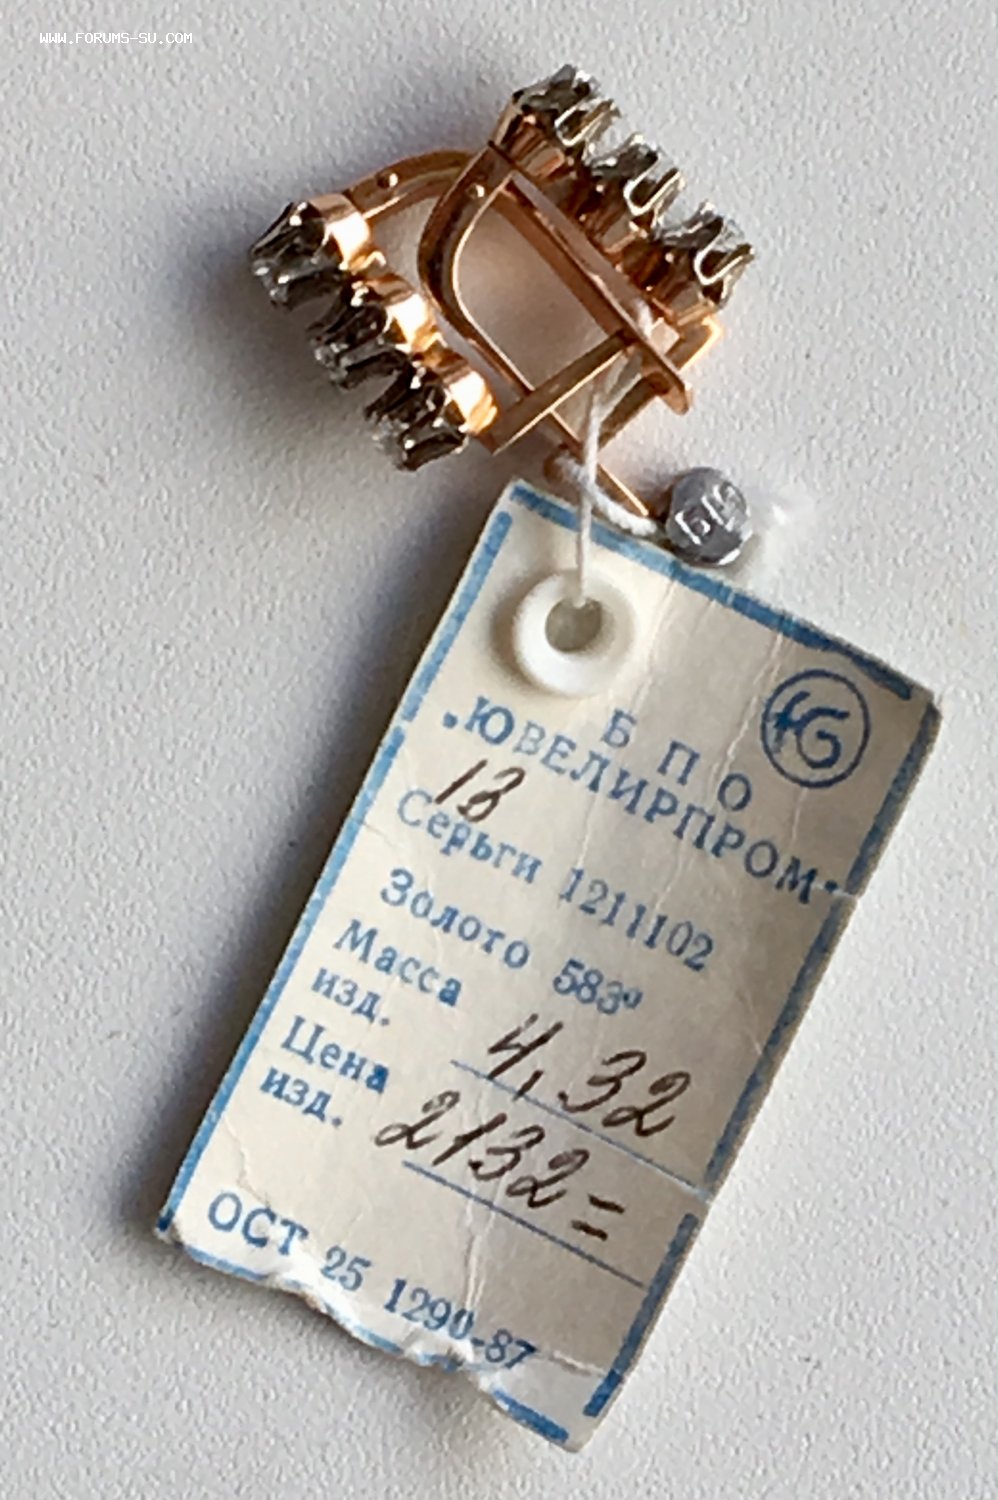 WWW.FORUMS-SU.COM
БПО
„ЮВЕЛИРПРОМ"
13
Серьги 1211102
Золото 583°
Масса
изд. 4,32
Цена
изд. 2132=
ОСТ 25 1290-87